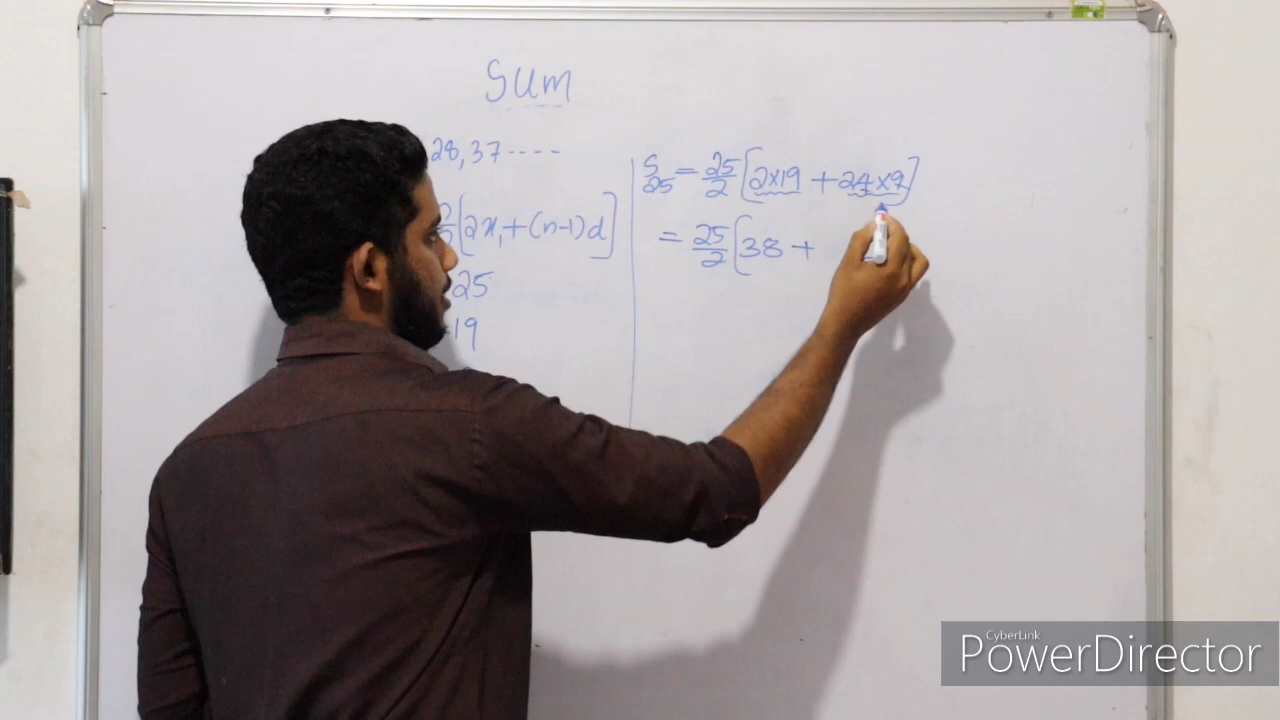 Sum
28, 37 ----
[2x₁ + (n-1)d]
25
19
S₂₅ = 25/2 [2×19 + 24×9]
= 25/2 [38 +
CyberLink
PowerDirector